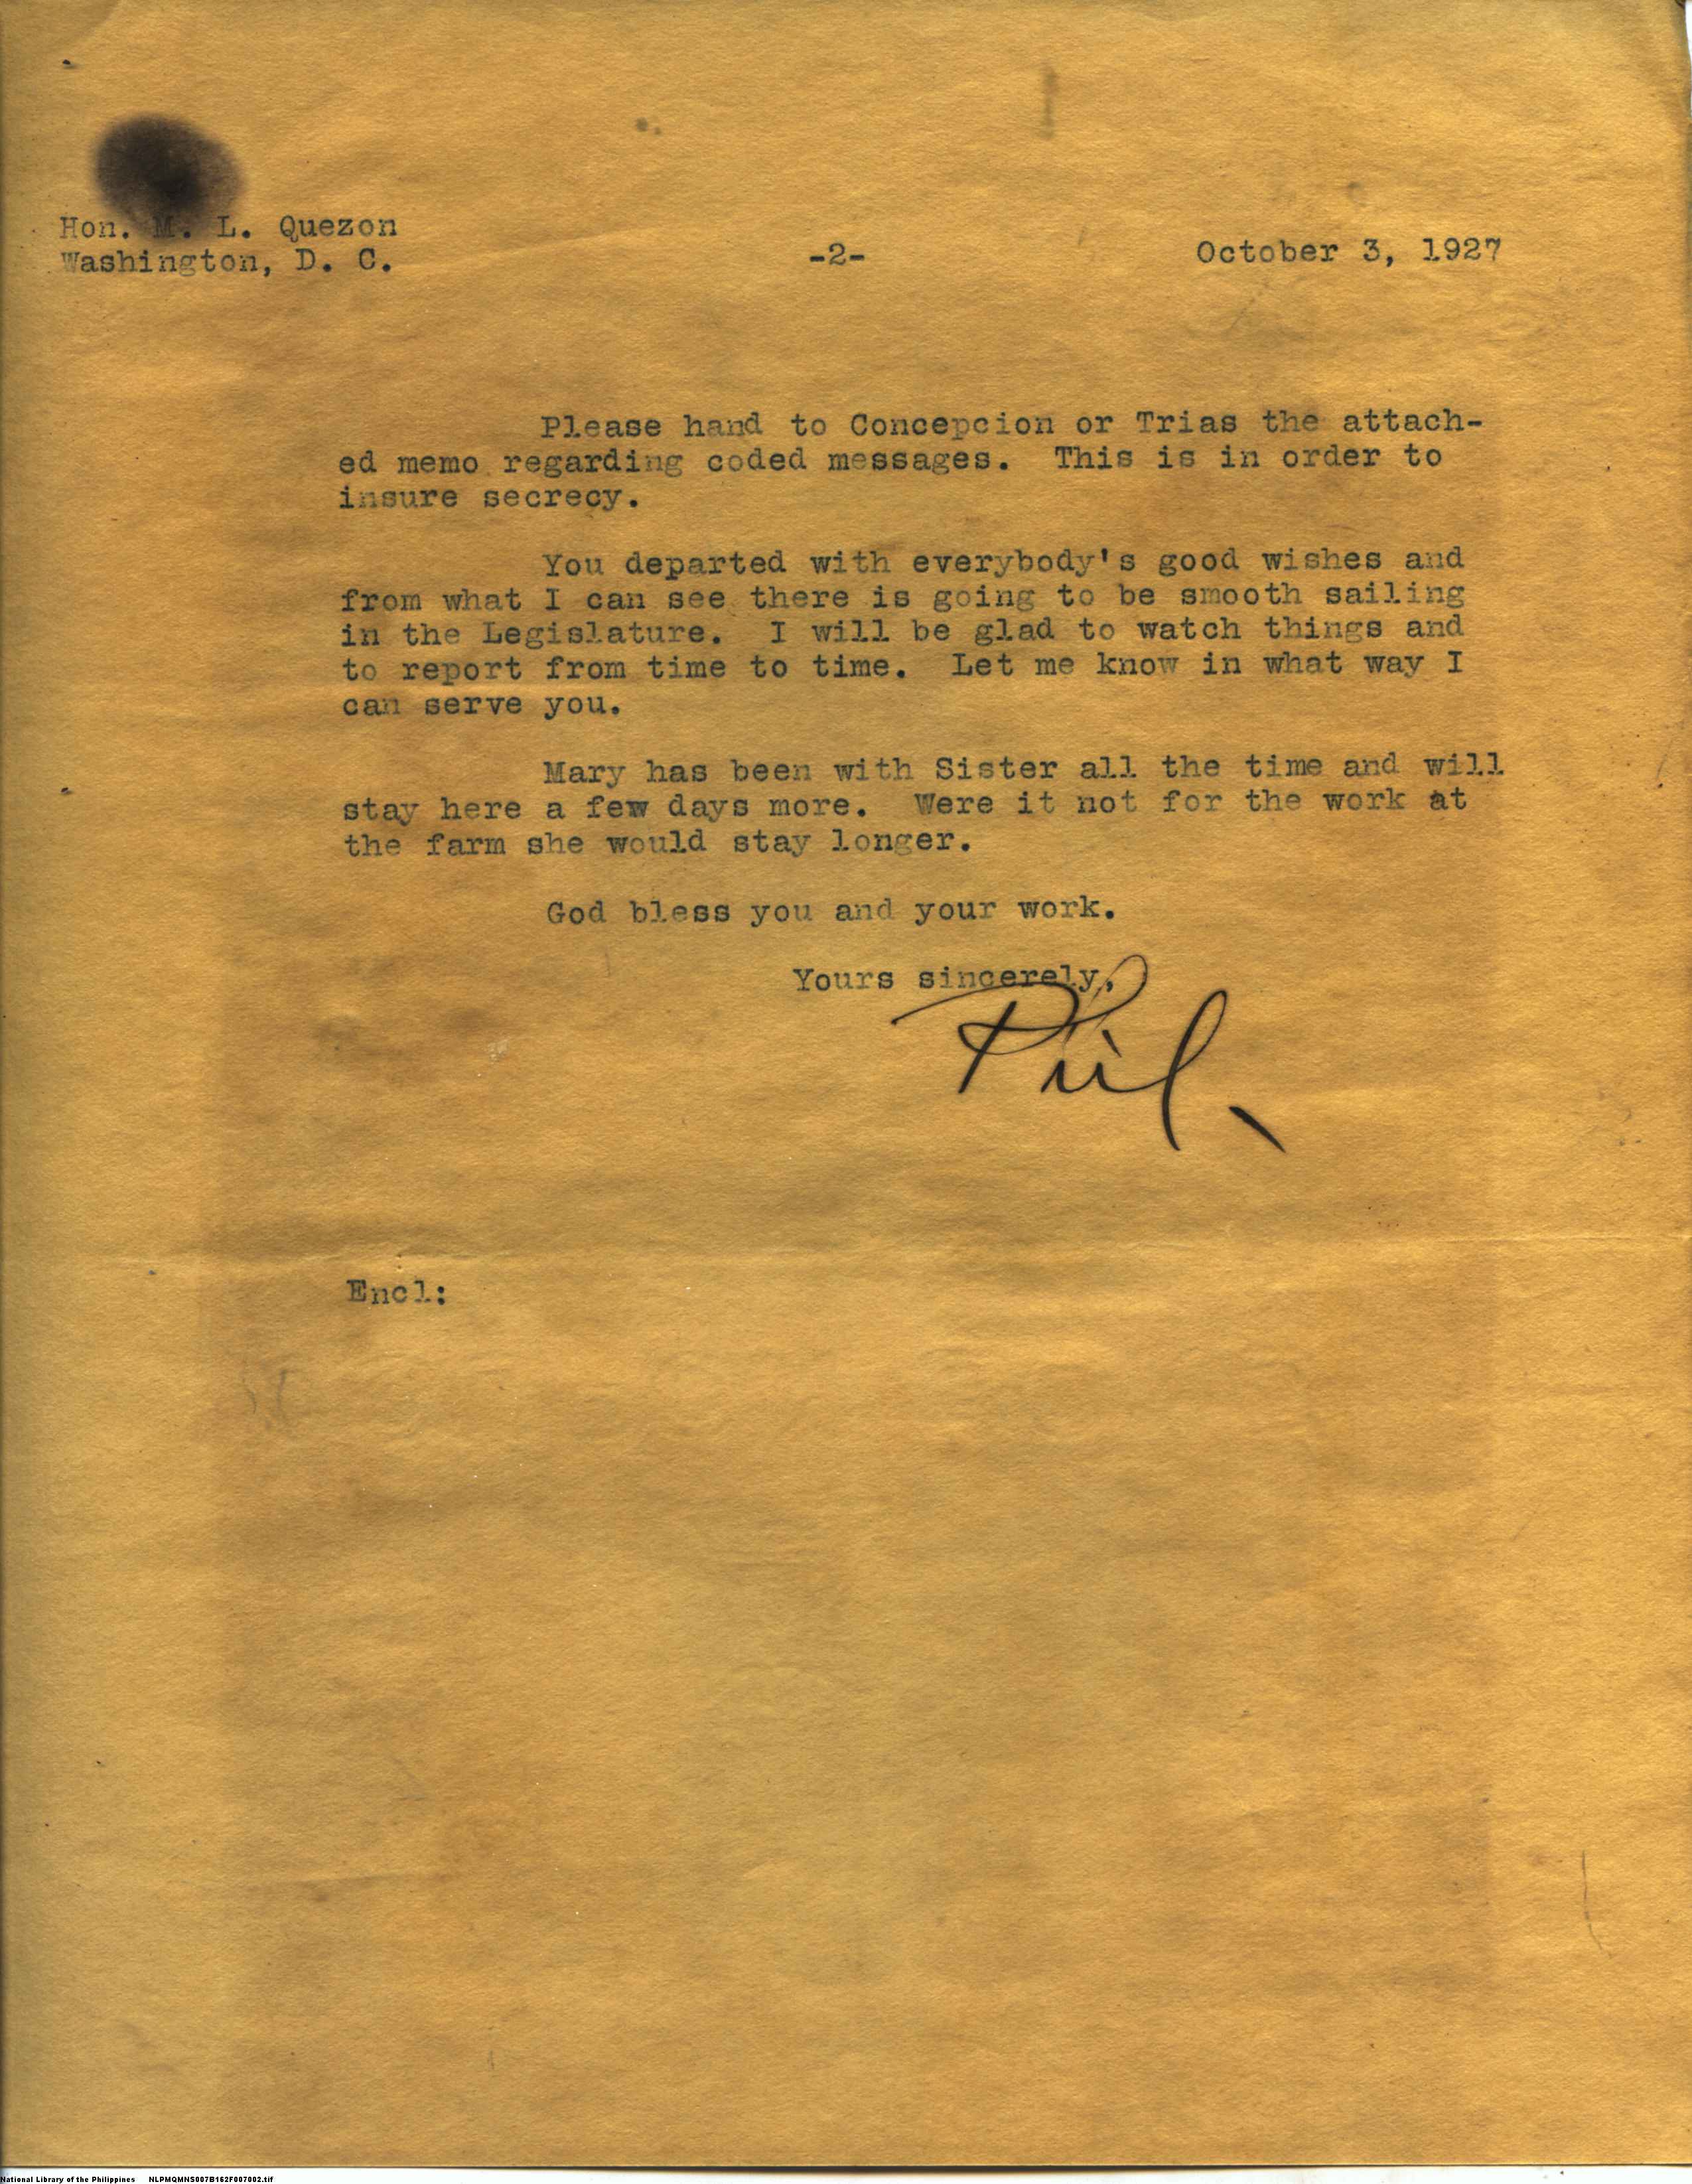 Hon. M. L. Quezon
Washington, D. C.
-2-
October 3, 1927
Please hand to Concepcion or Trias the attach-
ed memo regarding coded messages. This is in order to
insure secrecy.
You departed with everybody's good wishes and
from what I can see there is going to be smooth sailing
in the Legislature. I will be glad to watch things and
to report from time to time. Let me know in what way I
can serve you.
Mary has been with Sister all the time and will
stay here a few days more. Were it not for the work at
the farm she would stay longer.
God bless you and your work.
Yours sincerely,
Encl:
National Library of the Philippines NLPMQMNS007B162F007002.tif